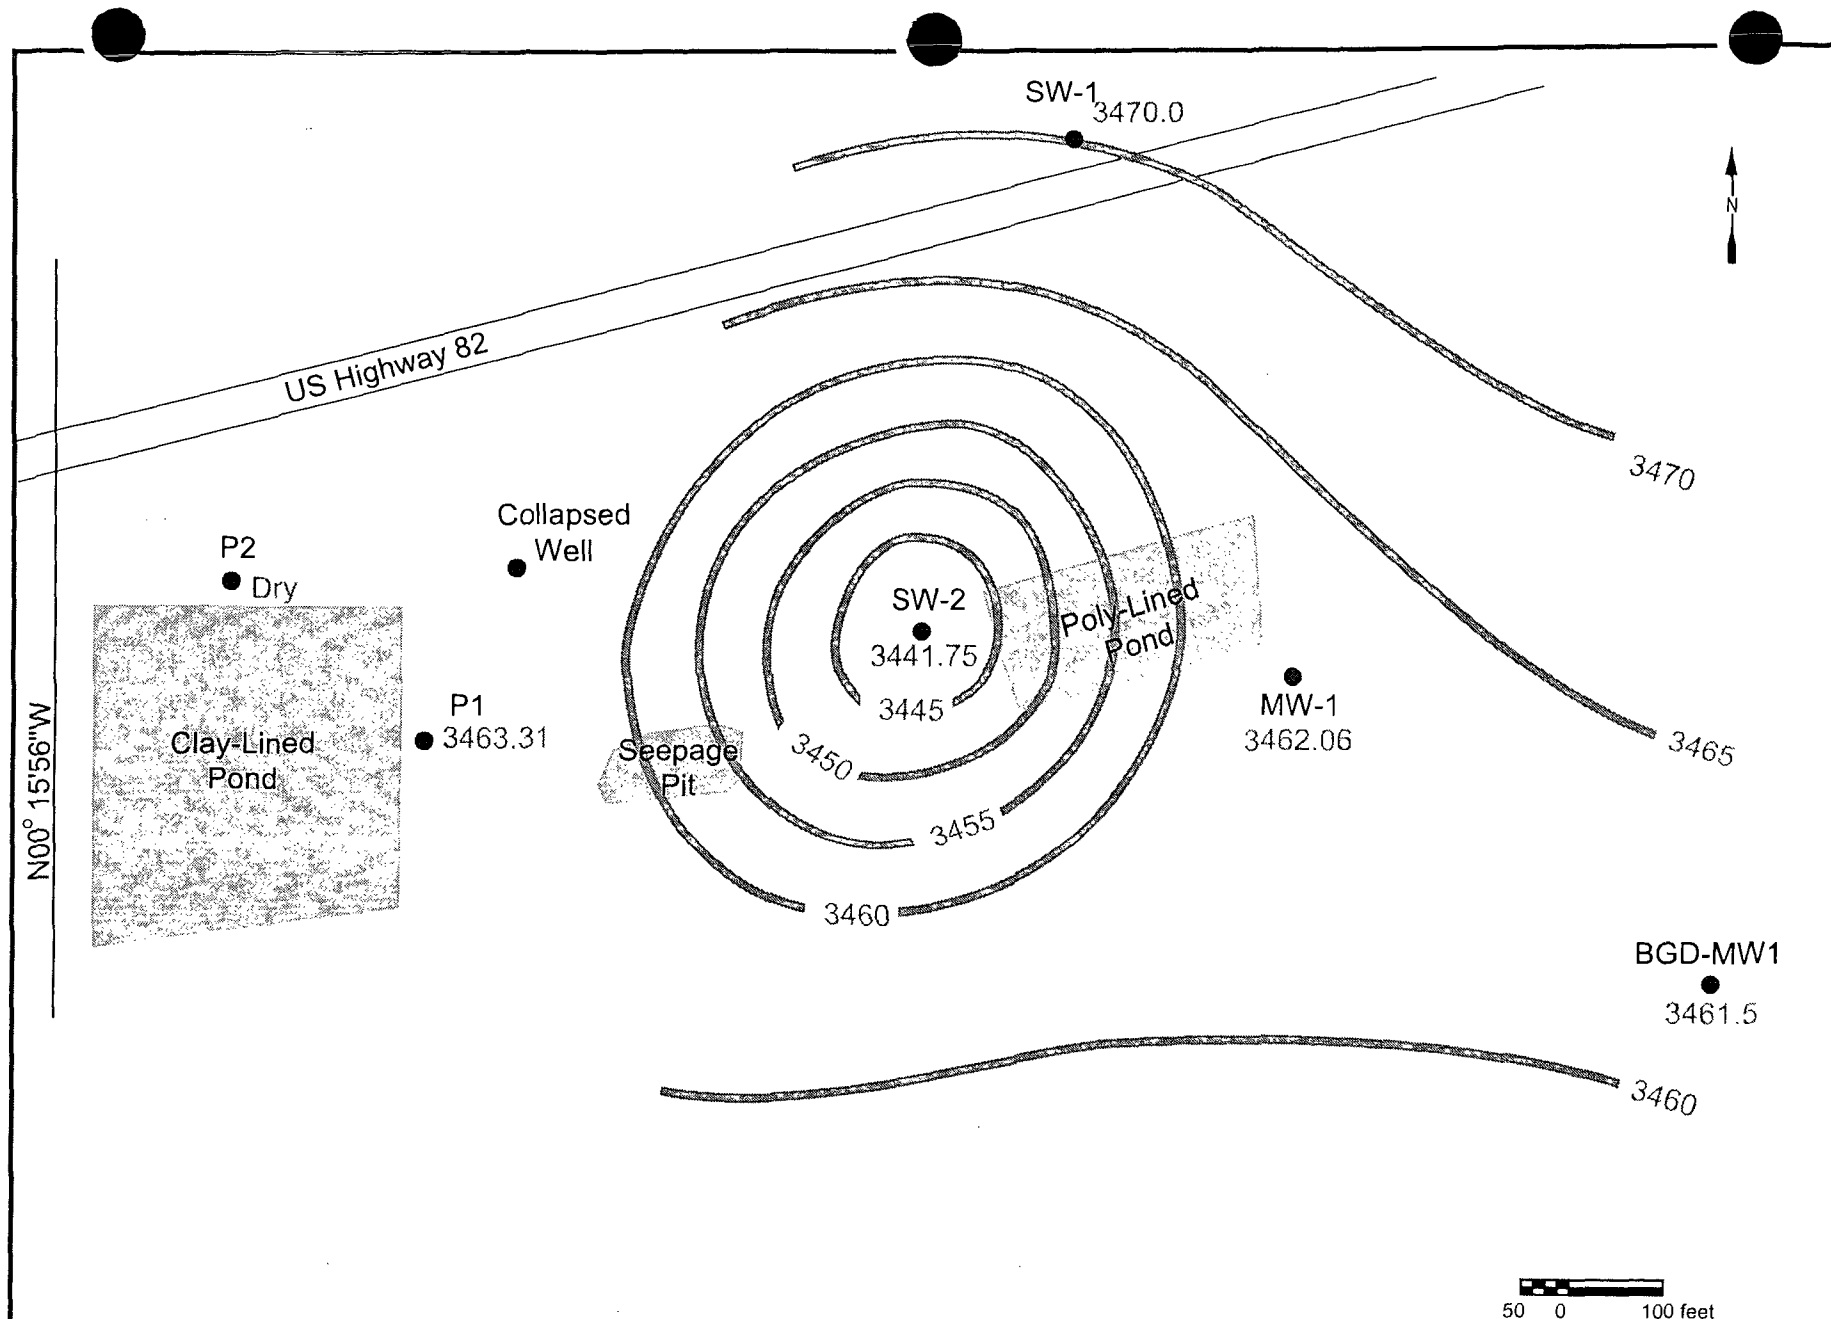 SW-1
3470.0
N
US Highway 82
3470
Collapsed
Well
P2
Dry
SW-2
3441.75
Poly-Lined
Pond
3445
MW-1
3462.06
P1
3463.31
Clay-Lined
Pond
Seepage
Pit
3450
3465
3455
N00° 15'56"W
3460
BGD-MW1
3461.5
3460
50 0 100 feet